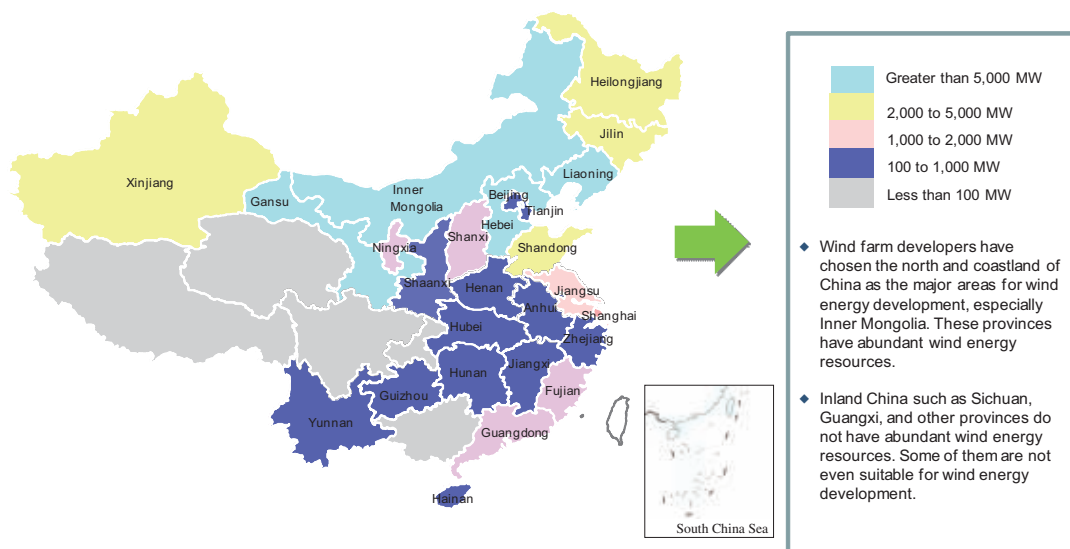 Heilongjiang
Jilin
Xinjiang
Liaoning
Gansu
Inner
Mongolia
Beijing
Tianjin
Hebei
Ningxia
Shanxi
Shandong
Shaanxi
Henan
Jiangsu
Anhui
Shanghai
Hubei
Zhejiang
Hunan
Jiangxi
Guizhou
Fujian
Yunnan
Guangdong
Hainan
South China Sea
Greater than 5,000 MW
2,000 to 5,000 MW
1,000 to 2,000 MW
100 to 1,000 MW
Less than 100 MW
◆ Wind farm developers have
chosen the north and coastland of
China as the major areas for wind
energy development, especially
Inner Mongolia. These provinces
have abundant wind energy
resources.
◆ Inland China such as Sichuan,
Guangxi, and other provinces do
not have abundant wind energy
resources. Some of them are not
even suitable for wind energy
development.